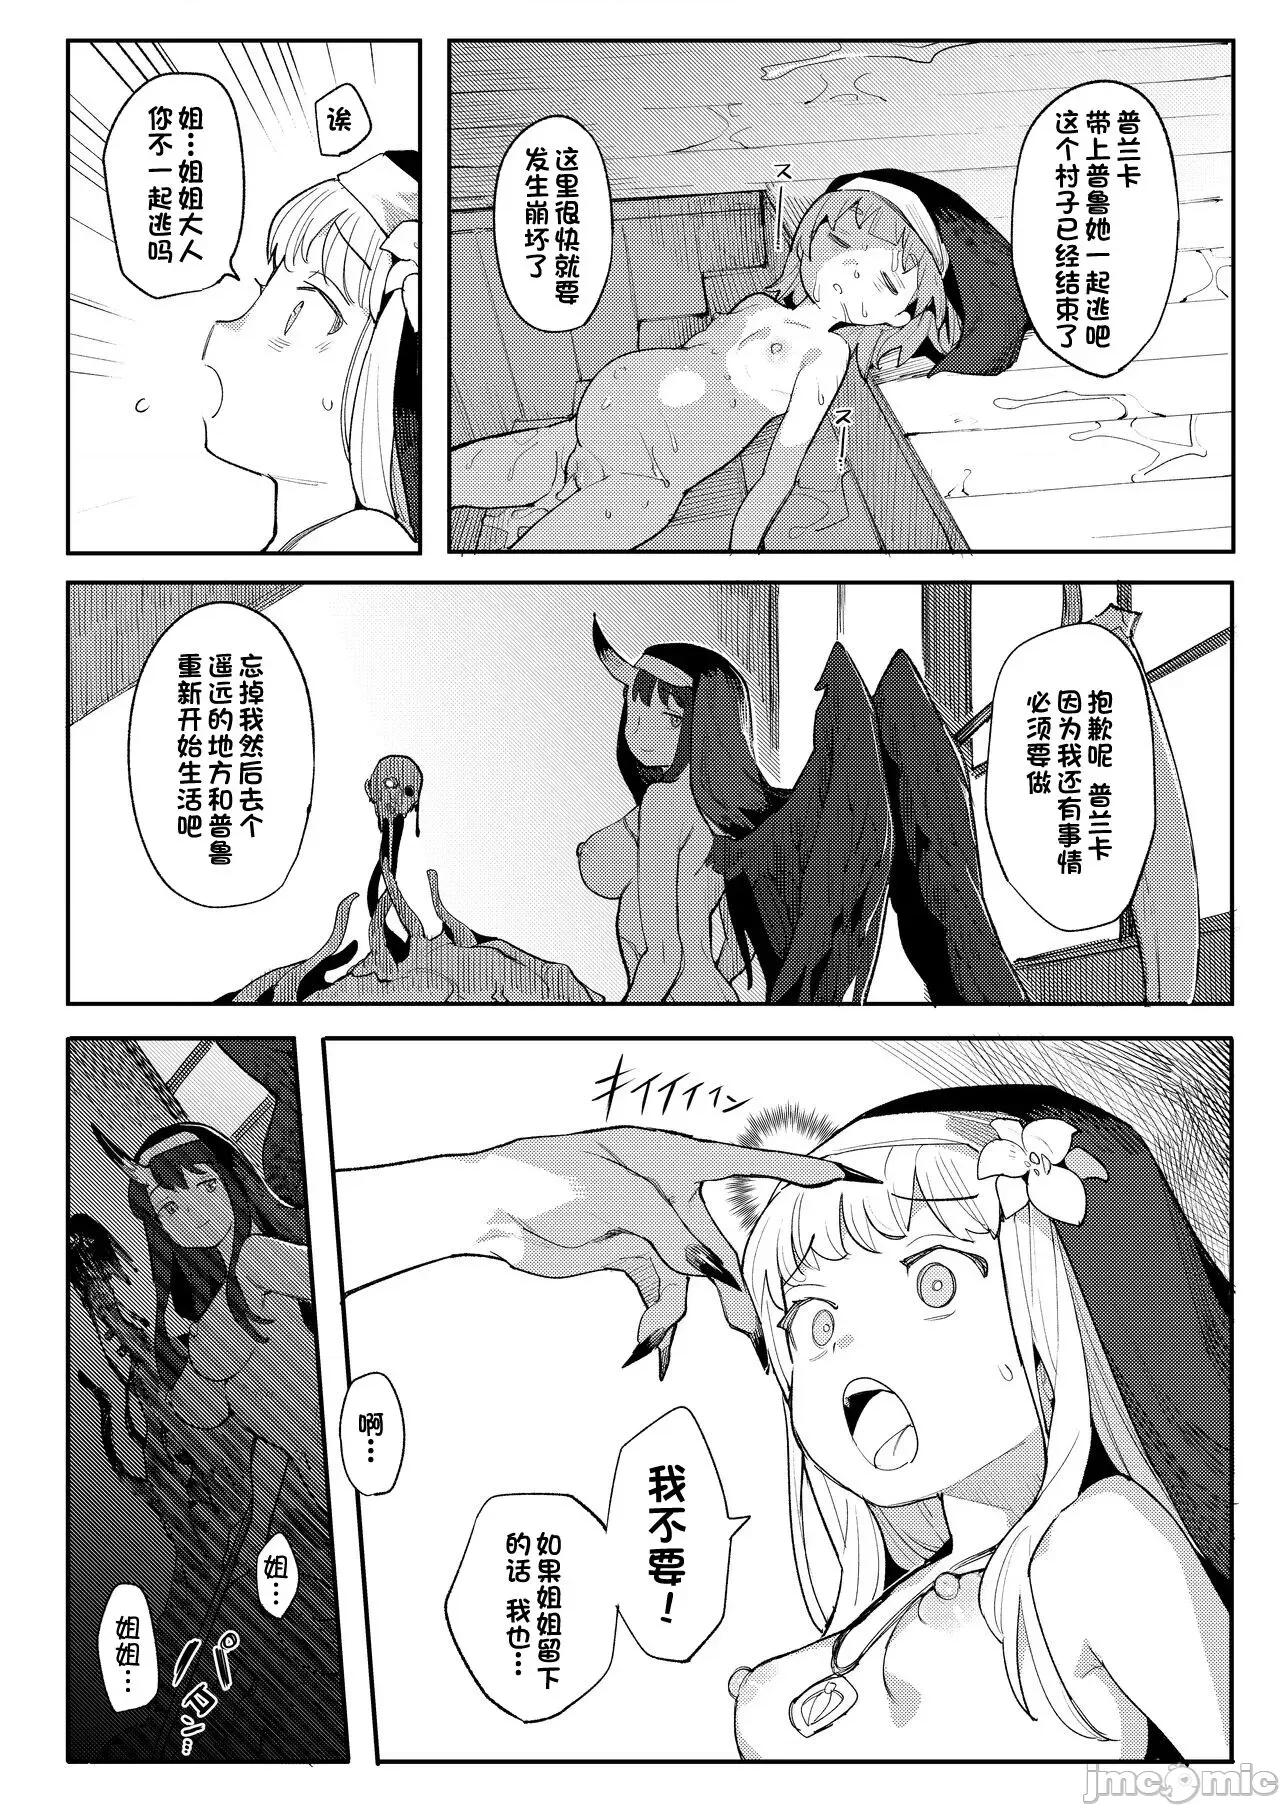 普兰卡
带上普鲁她一起逃吧
这个村子已经结束了
这里很快就要
发生崩坏了
スー
スー…
诶
姐…姐姐大人
你不一起逃吗
抱歉呢 普兰卡
因为我还有事情
必须要做
忘掉我然后去个
遥远的地方和普鲁
重新开始生活吧
キイイイィン
我不要！
如果姐姐留下
的话 我也…
啊…
姐…
姐姐…
jmcomic